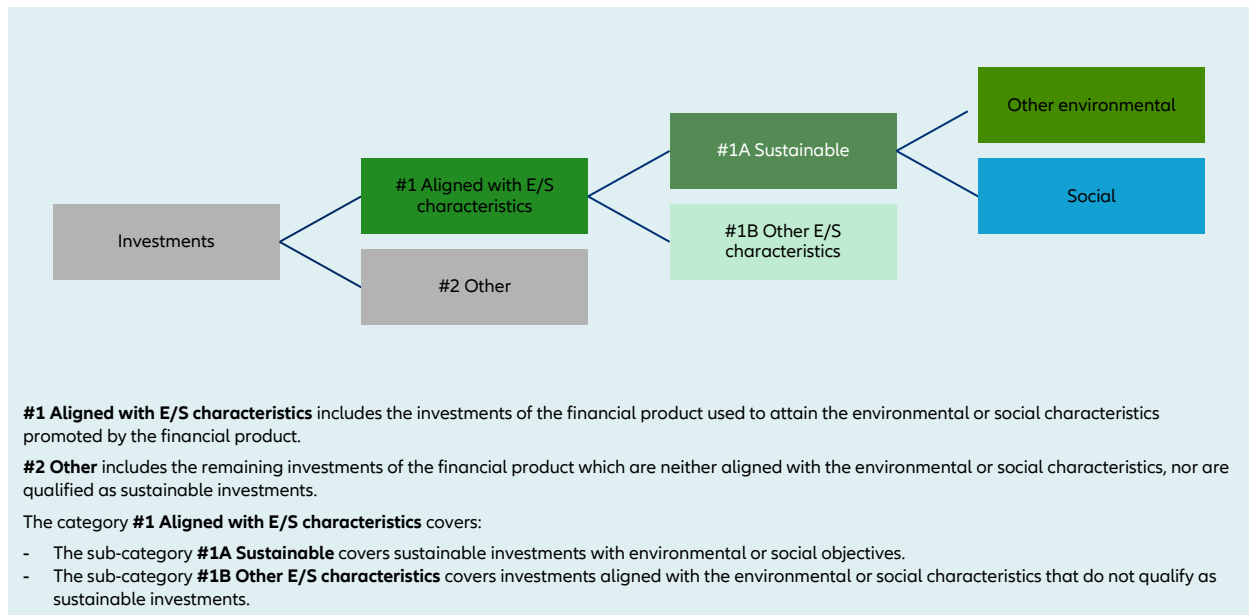 Other environmental
#1A Sustainable
#1 Aligned with E/S
characteristics
Social
Investments
#1B Other E/S
characteristics
#2 Other
#1 Aligned with E/S characteristics includes the investments of the financial product used to attain the environmental or social characteristics
promoted by the financial product.
#2 Other includes the remaining investments of the financial product which are neither aligned with the environmental or social characteristics, nor are
qualified as sustainable investments.
The category #1 Aligned with E/S characteristics covers:
- The sub-category #1A Sustainable covers sustainable investments with environmental or social objectives.
- The sub-category #1B Other E/S characteristics covers investments aligned with the environmental or social characteristics that do not qualify as
sustainable investments.